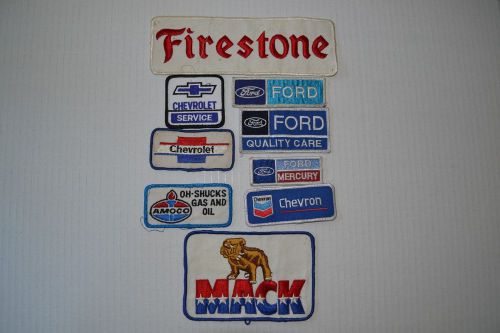 Firestone
CHEVROLET
SERVICE
Ford FORD
Chevrolet
Ford FORD
QUALITY CARE
Ford FORD
MERCURY
AMOCO
OH-SHUCKS
GAS AND
OIL
Chevron Chevron
MACK